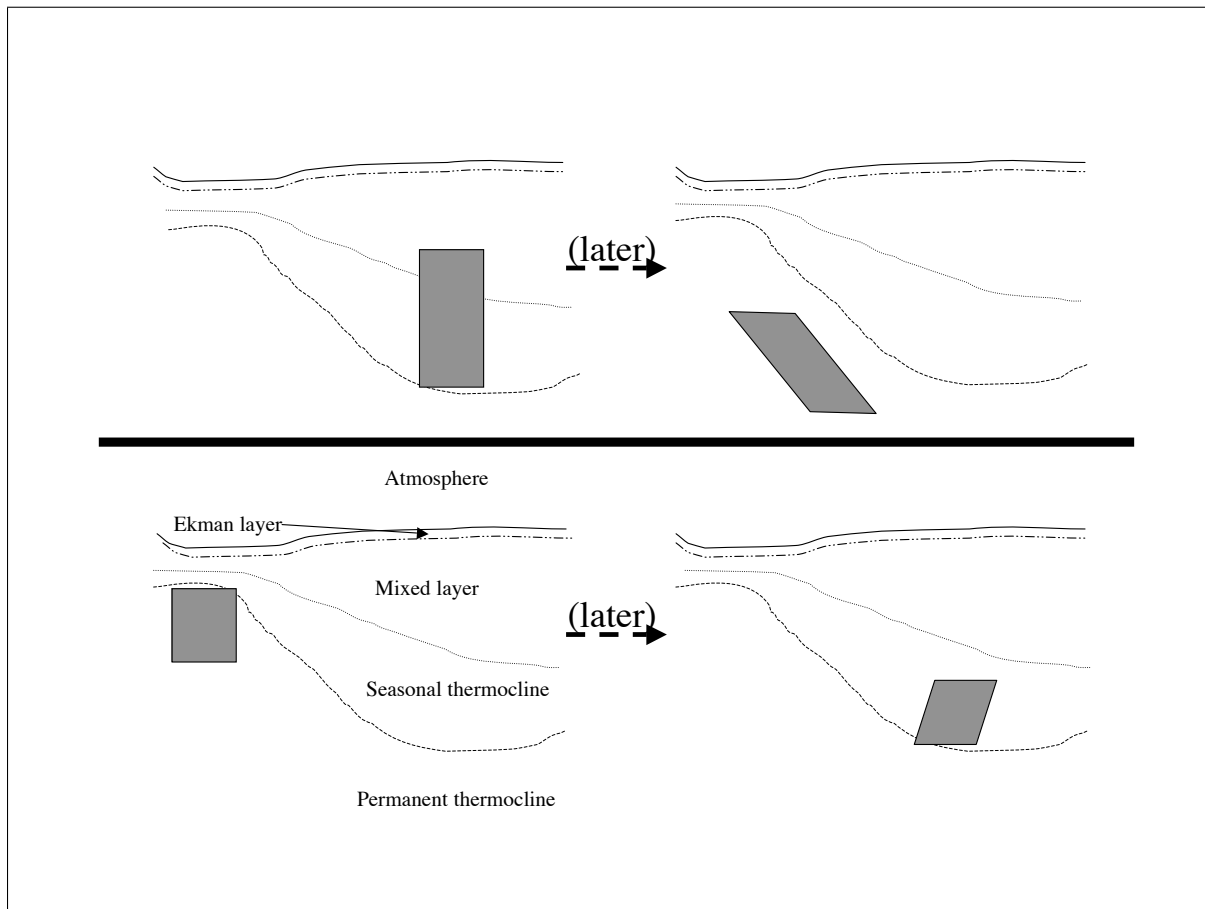 (later)
Atmosphere
Ekman layer
Mixed layer
(later)
Seasonal thermocline
Permanent thermocline